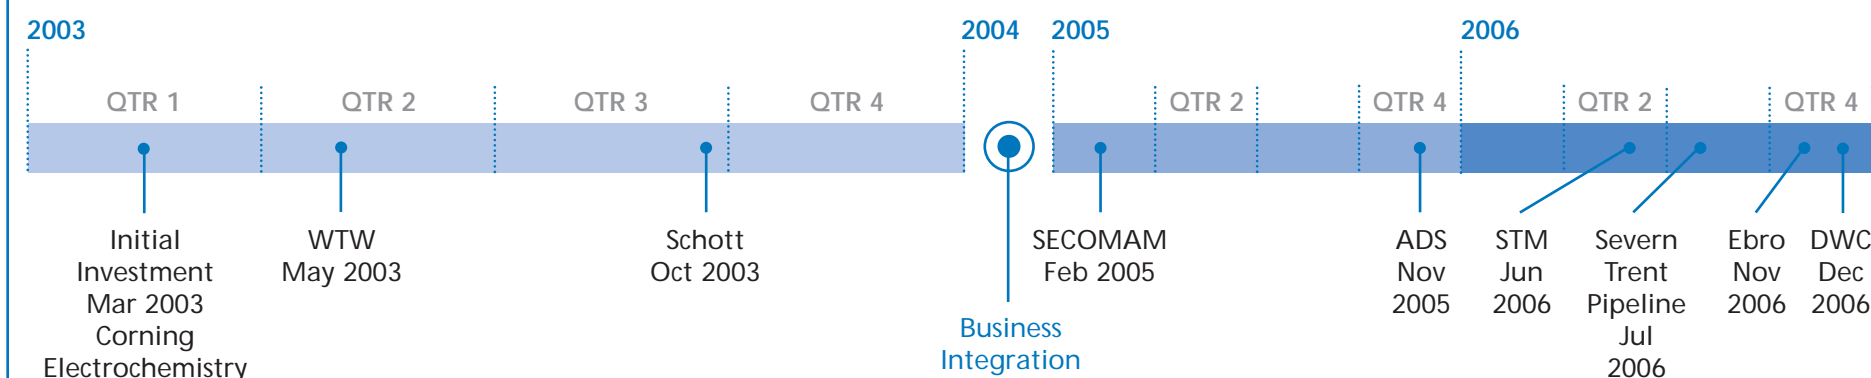 2003
2004
2005
2006
QTR 1
QTR 2
QTR 3
QTR 4
QTR 2
QTR 4
QTR 2
QTR 4
Initial
Investment
Mar 2003
Corning
Electrochemistry
WTW
May 2003
Schott
Oct 2003
Business
Integration
SECOMAM
Feb 2005
ADS
Nov
2005
STM
Jun
2006
Severn
Trent
Pipeline
Jul
2006
Ebro
Nov
2006
DWC
Dec
2006